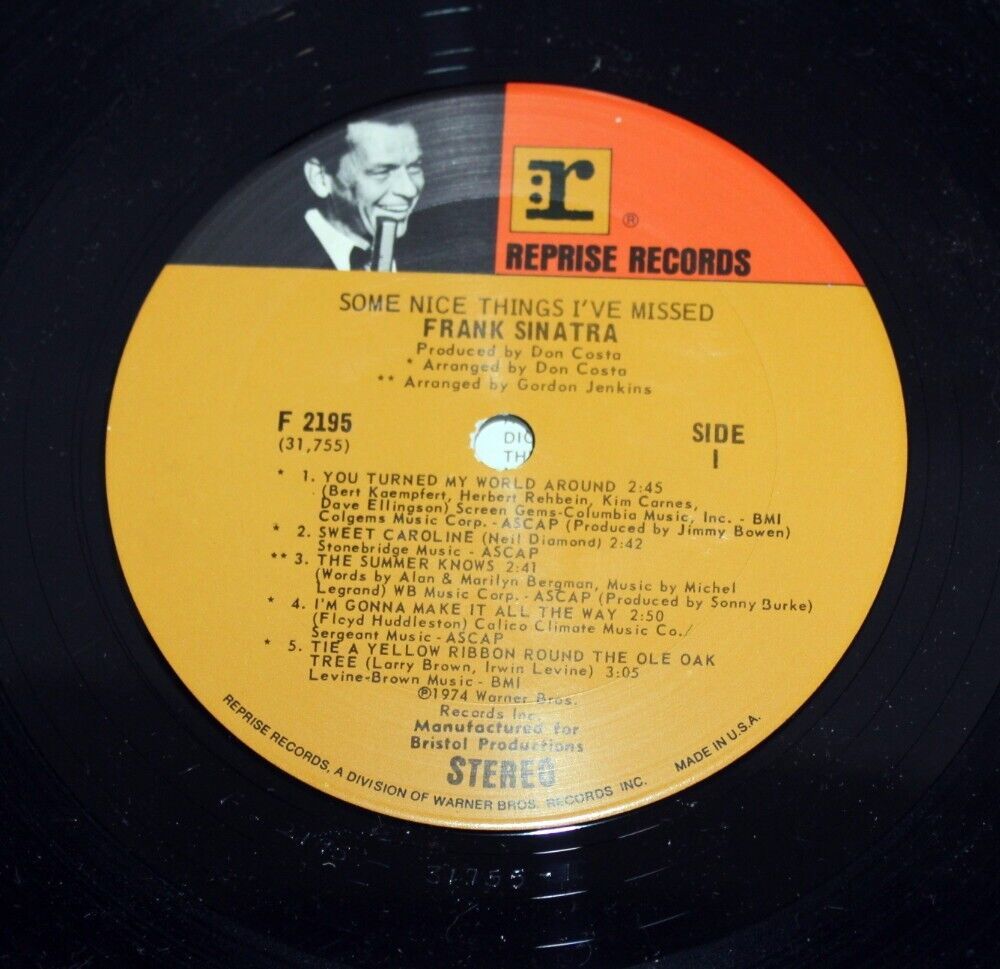 :r
®
REPRISE RECORDS
SOME NICE THINGS I'VE MISSED
FRANK SINATRA
Produced by Don Costa
* Arranged by Don Costa
** Arranged by Gordon Jenkins
F 2195
(31,755)
SIDE
1
DIC
TH
* 1. YOU TURNED MY WORLD AROUND 2:45
(Bert Kaempfert, Herbert Rehbein, Kim Carnes,
Dave Ellingson) Screen Gems-Columbia Music, Inc. - BMI
Colgems Music Corp. - ASCAP (Produced by Jimmy Bowen)
* 2. SWEET CAROLINE (Neil Diamond) 2:42
Stonebridge Music - ASCAP
** 3. THE SUMMER KNOWS 2:41
(Words by Alan & Marilyn Bergman, Music by Michel
Legrand) WB Music Corp. - ASCAP (Produced by Sonny Burke)
* 4. I'M GONNA MAKE IT ALL THE WAY 2:50
(Floyd Huddleston) Calico Climate Music Co./
Sergeant Music - ASCAP
* 5. TIE A YELLOW RIBBON ROUND THE OLE OAK
TREE (Larry Brown, Irwin Levine) 3:05
Levine-Brown Music - BMI
℗1974 Warner Bros.
Records Inc.
Manufactured for
Bristol Productions
STEREO
REPRISE RECORDS, A DIVISION OF WARNER BROS. RECORDS INC. MADE IN U.S.A.
31755-1